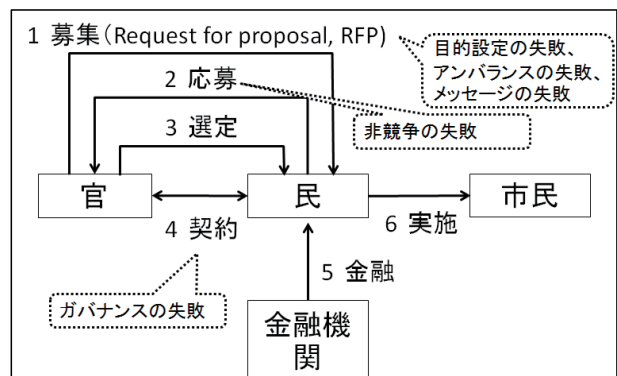 1 募集(Request for proposal, RFP)
目的設定の失敗、
アンバランスの失敗、
メッセージの失敗
2 応募
非競争の失敗
3 選定
官
民
市民
4 契約
6 実施
5 金融
ガバナンスの失敗
金融機
関